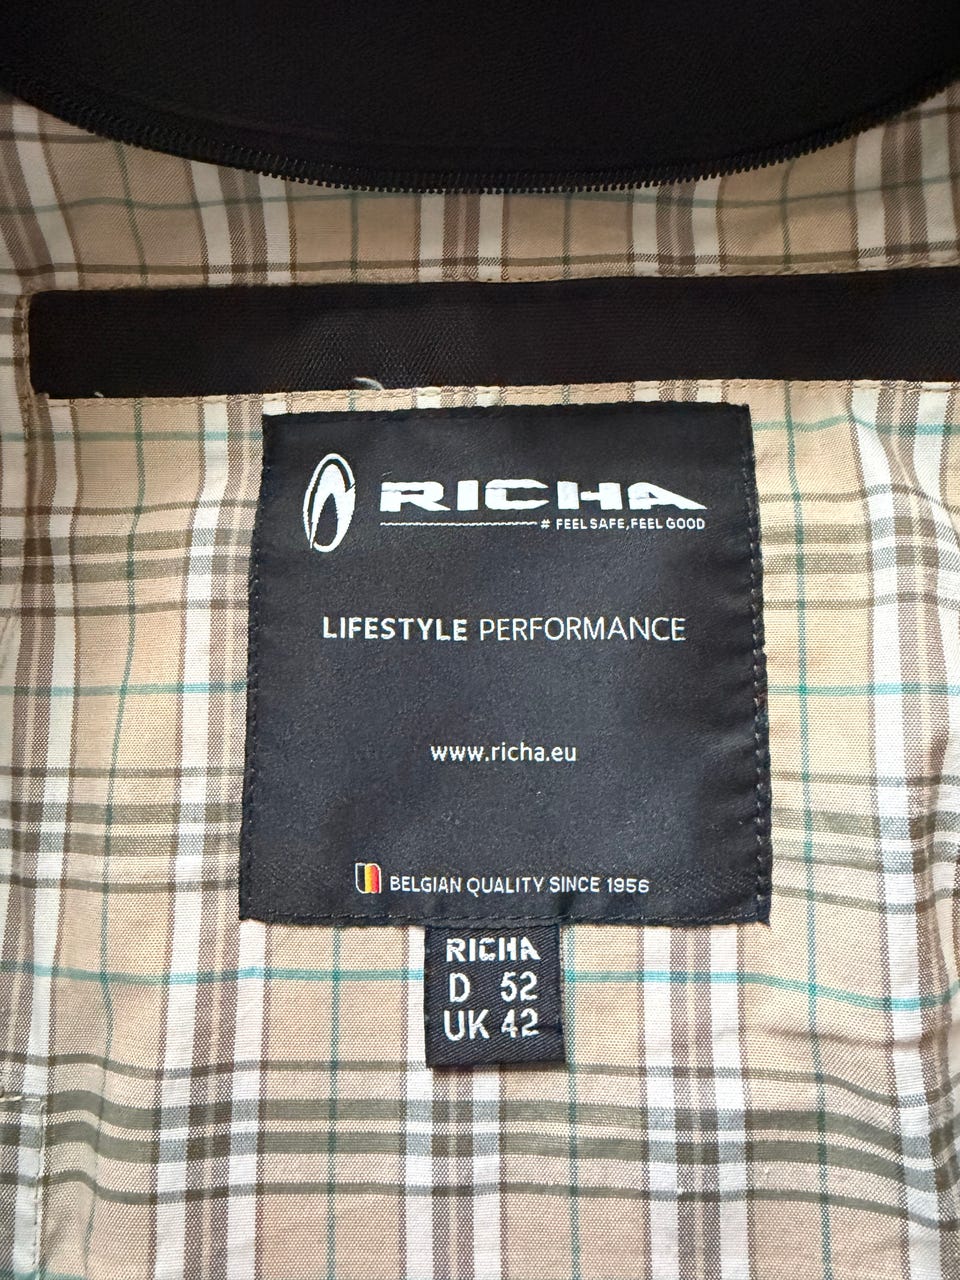 RICHA
# FEEL SAFE, FEEL GOOD
LIFESTYLE PERFORMANCE
www.richa.eu
BELGIAN QUALITY SINCE 1956
RICHA
D 52
UK 42